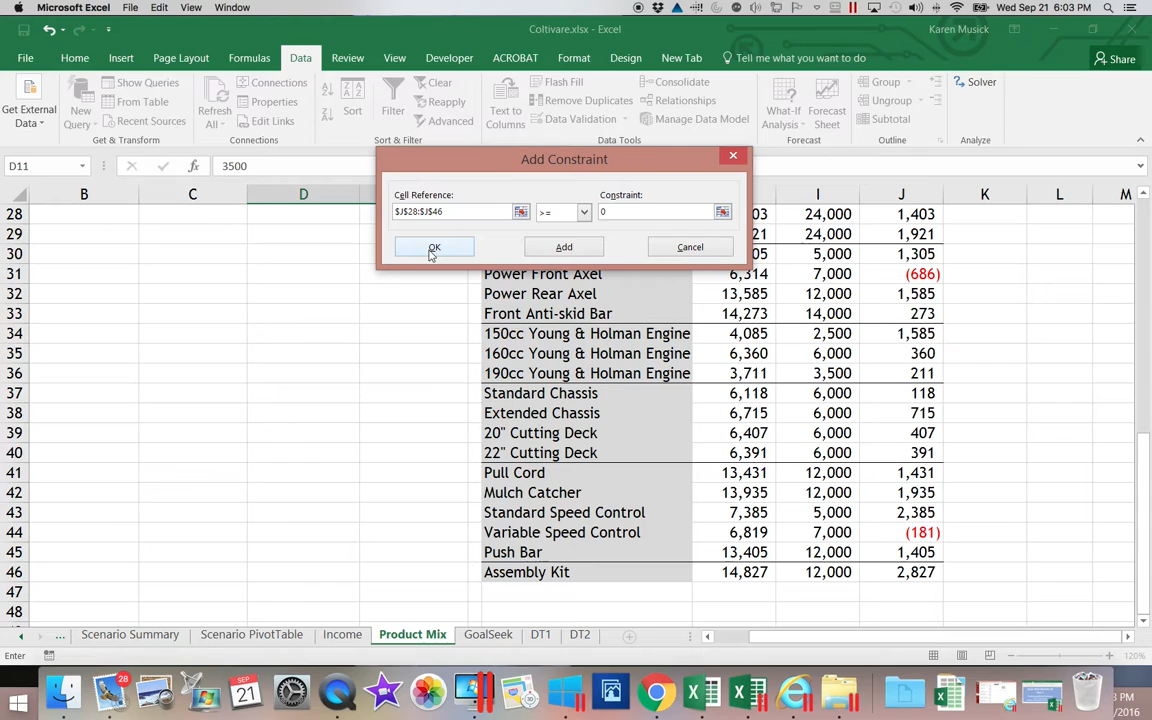 Microsoft Excel File Edit View Window Wed Sep 21 6:03 PM
Coltivare.xlsx - Excel Karen Musick
File Home Insert Page Layout Formulas Data Review View Developer ACROBAT Format Design New Tab Tell me what you want to do Share
Get External Data
New Query
Show Queries
From Table
Recent Sources
Get & Transform
Refresh All
Connections
Properties
Edit Links
Connections
Sort
Filter
Clear
Reapply
Advanced
Sort & Filter
Text to Columns
Flash Fill
Remove Duplicates
Data Validation
Consolidate
Relationships
Manage Data Model
Data Tools
What-If Analysis
Forecast Sheet
Forecast
Group
Ungroup
Subtotal
Outline
Solver
Analyze
D11 fx 3500
Add Constraint
Cell Reference: Constraint:
$J$28:$J$46 >= 0
OK Add Cancel
B C D I J K L M
28 03 24,000 1,403
29 21 24,000 1,921
30 05 5,000 1,305
31 Power Front Axel 6,314 7,000 (686)
32 Power Rear Axel 13,585 12,000 1,585
33 Front Anti-skid Bar 14,273 14,000 273
34 150cc Young & Holman Engine 4,085 2,500 1,585
35 160cc Young & Holman Engine 6,360 6,000 360
36 190cc Young & Holman Engine 3,711 3,500 211
37 Standard Chassis 6,118 6,000 118
38 Extended Chassis 6,715 6,000 715
39 20" Cutting Deck 6,407 6,000 407
40 22" Cutting Deck 6,391 6,000 391
41 Pull Cord 13,431 12,000 1,431
42 Mulch Catcher 13,935 12,000 1,935
43 Standard Speed Control 7,385 5,000 2,385
44 Variable Speed Control 6,819 7,000 (181)
45 Push Bar 13,405 12,000 1,405
46 Assembly Kit 14,827 12,000 2,827
47
48
... Scenario Summary Scenario PivotTable Income Product Mix GoalSeek DT1 DT2
Enter 120%
28
SEP
21
3 PM
/2016